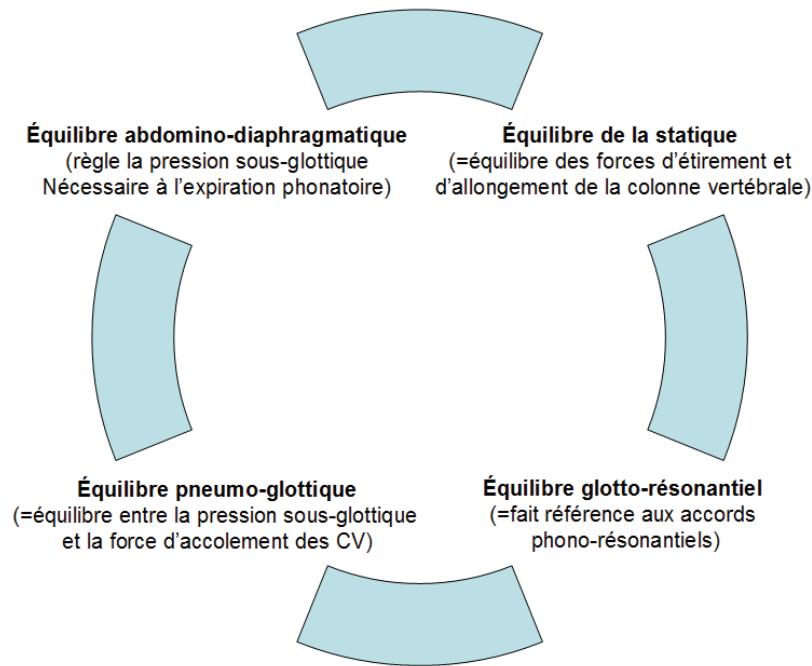 Équilibre abdomino-diaphragmatique
(règle la pression sous-glottique
Nécessaire à l’expiration phonatoire)
Équilibre de la statique
(=équilibre des forces d’étirement et
d’allongement de la colonne vertébrale)
Équilibre pneumo-glottique
(=équilibre entre la pression sous-glottique
et la force d’accolement des CV)
Équilibre glotto-résonantiel
(=fait référence aux accords
phono-résonantiels)